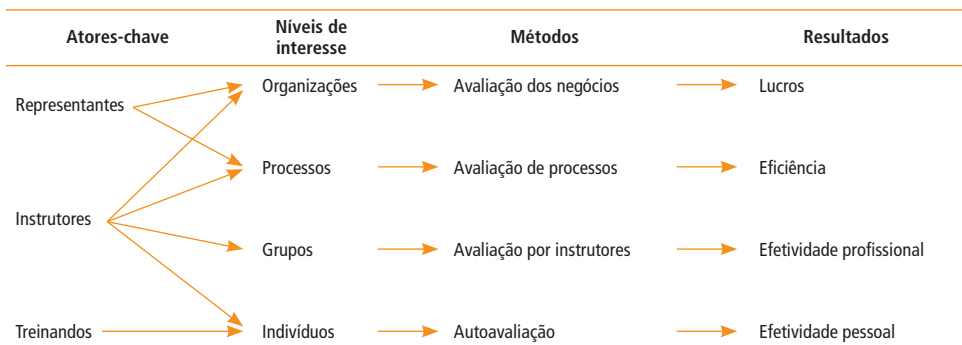 Atores-chave
Níveis de
interesse
Métodos
Resultados
Representantes
Organizações
Avaliação dos negócios
Lucros
Processos
Avaliação de processos
Eficiência
Instrutores
Grupos
Avaliação por instrutores
Efetividade profissional
Treinandos
Indivíduos
Autoavaliação
Efetividade pessoal